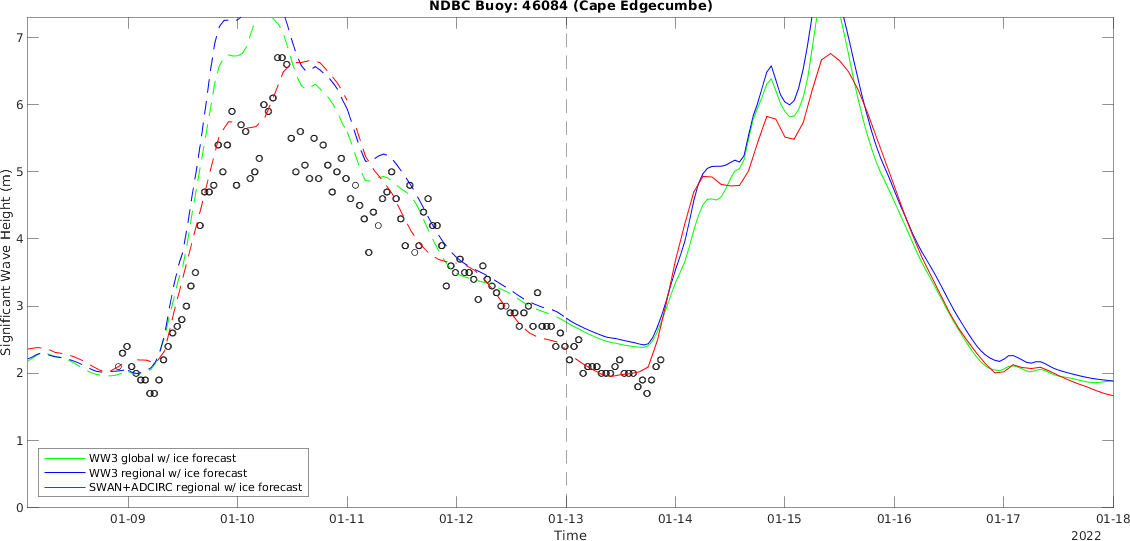 NDBC Buoy: 46084 (Cape Edgecumbe)
Significant Wave Height (m)
7
6
5
4
3
2
1
0
WW3 global w/ ice forecast
WW3 regional w/ ice forecast
SWAN+ADCIRC regional w/ ice forecast
01-09 01-10 01-11 01-12 01-13 01-14 01-15 01-16 01-17 01-18
Time
2022